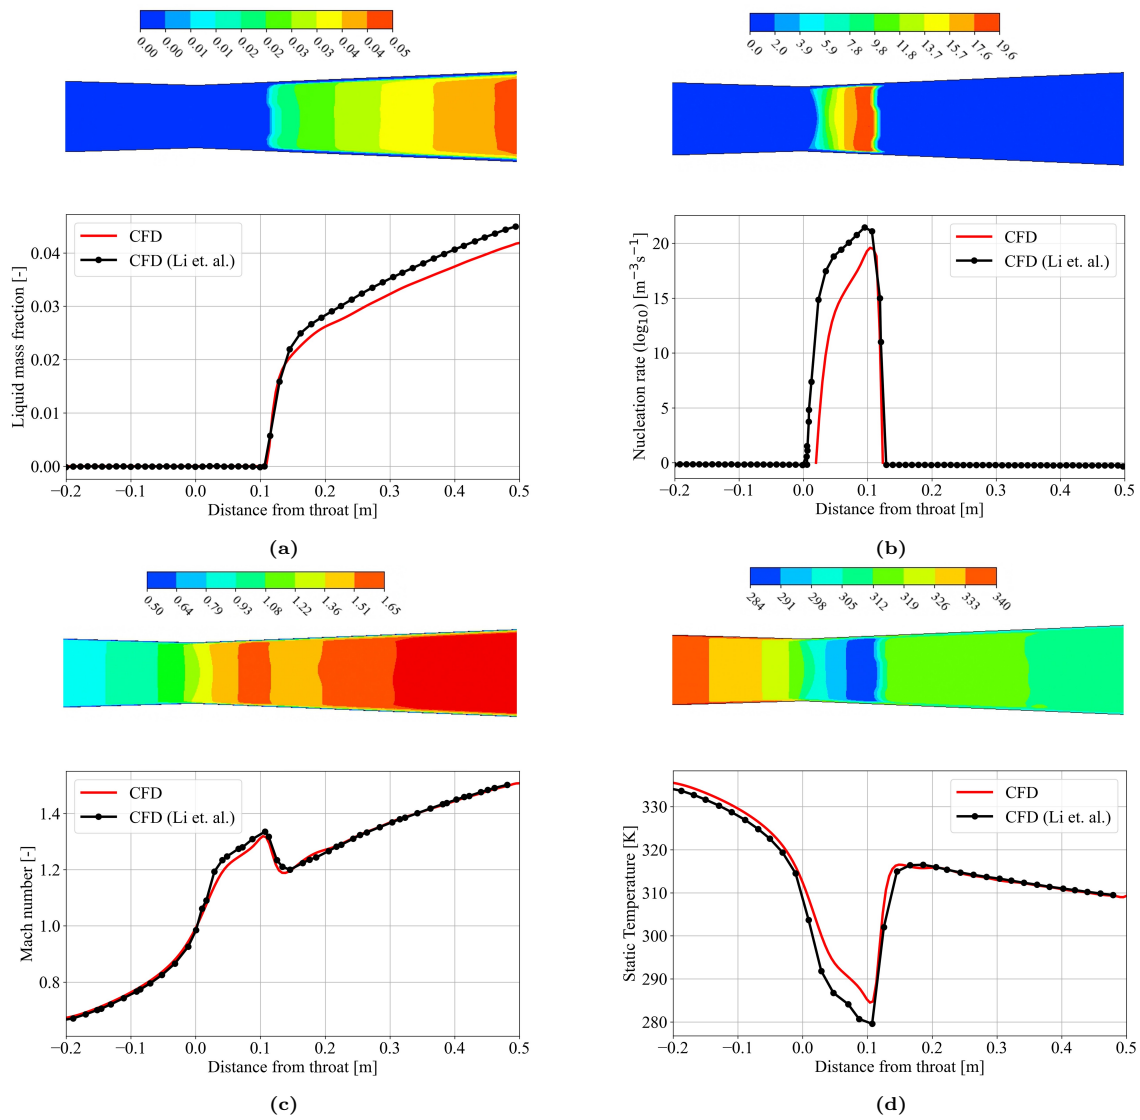 0.00 0.00 0.01 0.01 0.02 0.02 0.03 0.03 0.04 0.04 0.05
CFD
CFD (Li et. al.)
Liquid mass fraction [-]
0.04
0.03
0.02
0.01
0.00
−0.2 −0.1 0.0 0.1 0.2 0.3 0.4 0.5
Distance from throat [m]
(a)
0.0 2.0 3.9 5.9 7.8 9.8 11.8 13.7 15.7 17.6 19.6
CFD
CFD (Li et. al.)
Nucleation rate (log₁₀) [m⁻³s⁻¹]
20
15
10
5
0
−0.2 −0.1 0.0 0.1 0.2 0.3 0.4 0.5
Distance from throat [m]
(b)
0.50 0.64 0.79 0.93 1.08 1.22 1.36 1.51 1.65
CFD
CFD (Li et. al.)
Mach number [-]
1.4
1.2
1.0
0.8
−0.2 −0.1 0.0 0.1 0.2 0.3 0.4 0.5
Distance from throat [m]
(c)
284 291 298 305 312 319 326 333 340
CFD
CFD (Li et. al.)
Static Temperature [K]
330
320
310
300
290
280
−0.2 −0.1 0.0 0.1 0.2 0.3 0.4 0.5
Distance from throat [m]
(d)